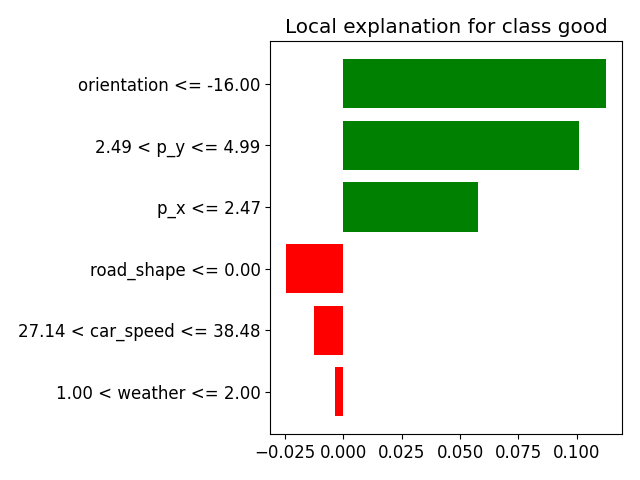 Local explanation for class good
orientation <= -16.00
2.49 < p_y <= 4.99
p_x <= 2.47
road_shape <= 0.00
27.14 < car_speed <= 38.48
1.00 < weather <= 2.00
−0.025 0.000 0.025 0.050 0.075 0.100